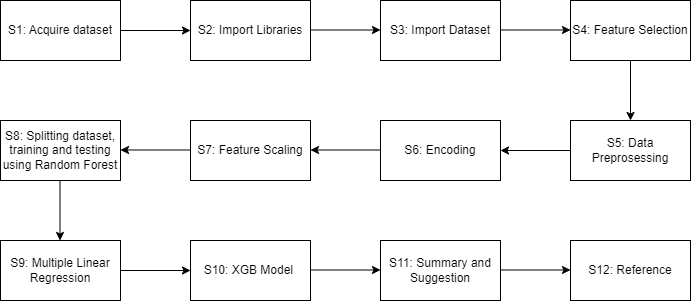 S1: Acquire dataset
S2: Import Libraries
S3: Import Dataset
S4: Feature Selection
S8: Splitting dataset,
training and testing
using Random Forest
S7: Feature Scaling
S6: Encoding
S5: Data
Preprosessing
S9: Multiple Linear
Regression
S10: XGB Model
S11: Summary and
Suggestion
S12: Reference